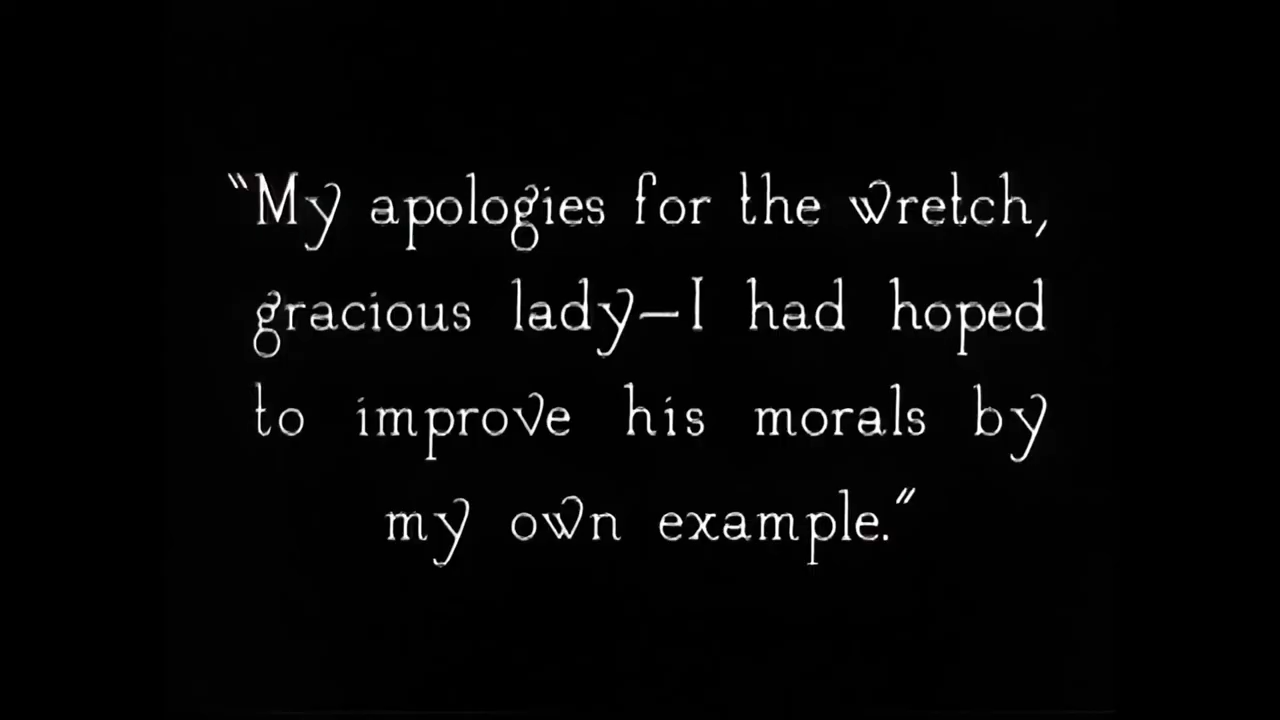 "My apologies for the wretch,
gracious lady—I had hoped
to improve his morals by
my own example."